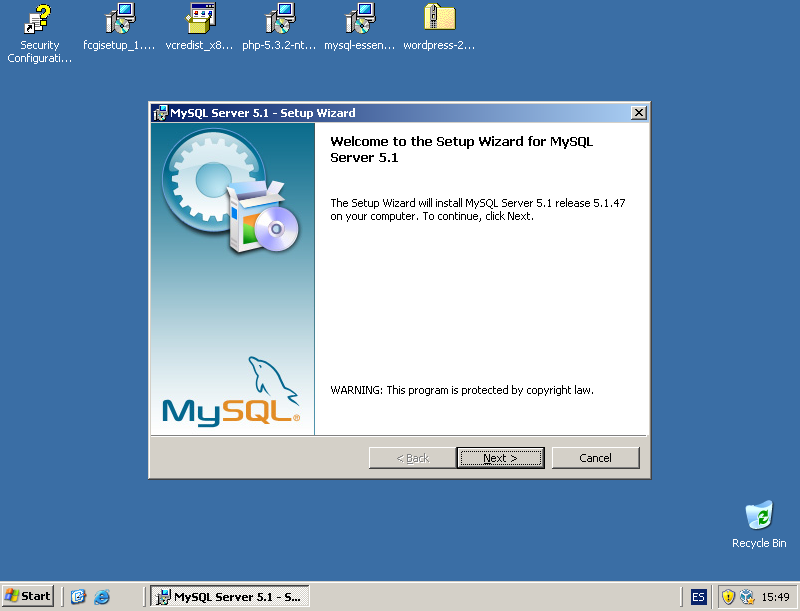 Security
Configurati...
fcgisetup_1....
vcredist_x8...
php-5.3.2-nt...
mysql-essen...
wordpress-2...
MySQL Server 5.1 - Setup Wizard
Welcome to the Setup Wizard for MySQL
Server 5.1
The Setup Wizard will install MySQL Server 5.1 release 5.1.47
on your computer. To continue, click Next.
WARNING: This program is protected by copyright law.
MySQL®
< Back
Next >
Cancel
Recycle Bin
Start
MySQL Server 5.1 - S...
ES
15:49